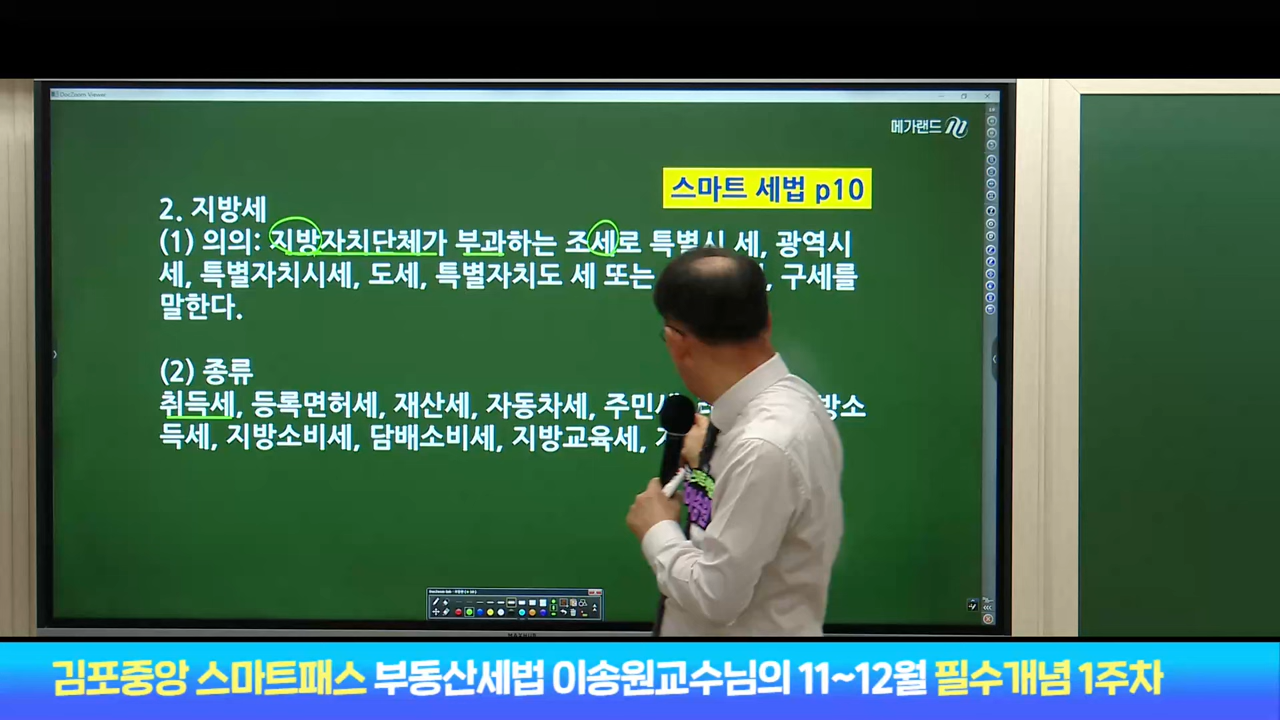 DocZoom Viewer
메가랜드
스마트 세법 p10
2. 지방세
(1) 의의: 지방자치단체가 부과하는 조세로 특별시 세, 광역시
세, 특별자치시세, 도세, 특별자치도 세 또는 구세를
말한다.
(2) 종류
취득세, 등록면허세, 재산세, 자동차세, 주민세
득세, 지방소비세, 담배소비세, 지방교육세,
MAXHUB
김포중앙 스마트패스 부동산세법 이송원교수님의 11~12월 필수개념 1주차